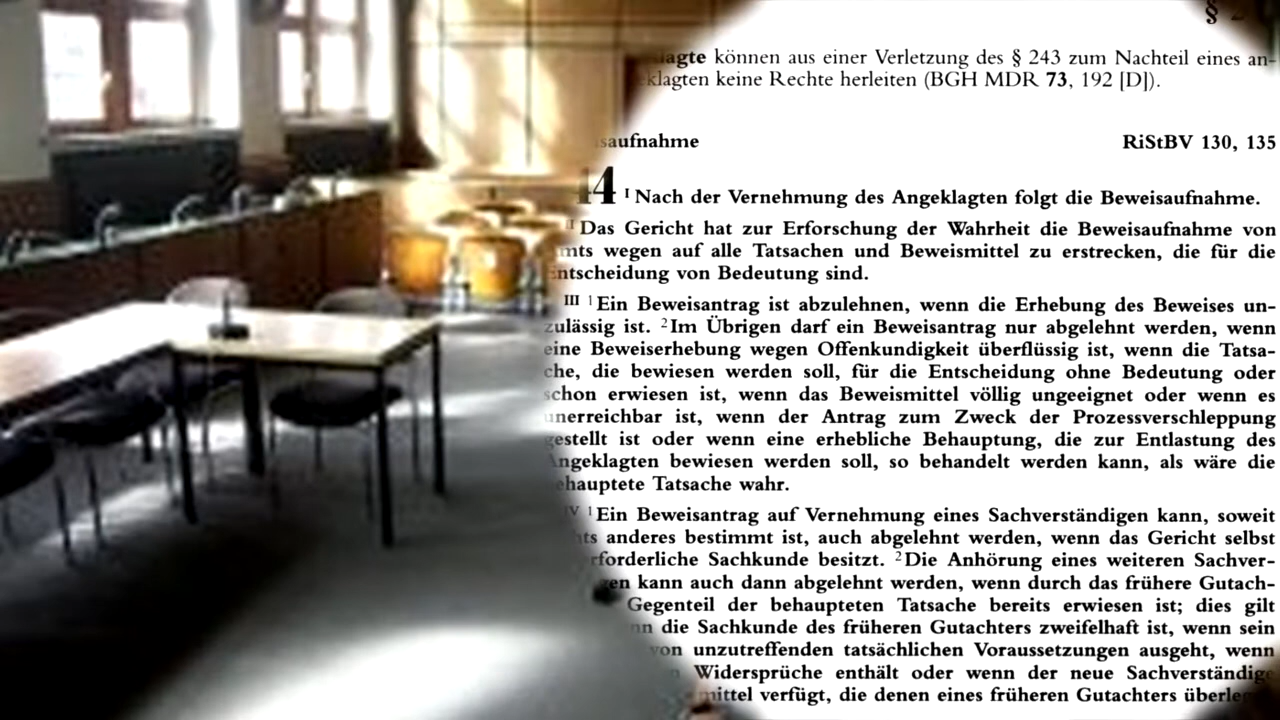 § 2
agte können aus einer Verletzung des § 243 zum Nachteil eines an-
klagten keine Rechte herleiten (BGH MDR 73, 192 [D]).
saufnahme RiStBV 130, 135
44 I Nach der Vernehmung des Angeklagten folgt die Beweisaufnahme.
II Das Gericht hat zur Erforschung der Wahrheit die Beweisaufnahme von
mts wegen auf alle Tatsachen und Beweismittel zu erstrecken, die für die
ntscheidung von Bedeutung sind.
III 1 Ein Beweisantrag ist abzulehnen, wenn die Erhebung des Beweises un-
zulässig ist. 2 Im Übrigen darf ein Beweisantrag nur abgelehnt werden, wenn
eine Beweiserhebung wegen Offenkundigkeit überflüssig ist, wenn die Tatsa-
che, die bewiesen werden soll, für die Entscheidung ohne Bedeutung oder
schon erwiesen ist, wenn das Beweismittel völlig ungeeignet oder wenn es
unerreichbar ist, wenn der Antrag zum Zweck der Prozessverschleppung
gestellt ist oder wenn eine erhebliche Behauptung, die zur Entlastung des
Angeklagten bewiesen werden soll, so behandelt werden kann, als wäre die
ehauptete Tatsache wahr.
IV 1 Ein Beweisantrag auf Vernehmung eines Sachverständigen kann, soweit
hts anderes bestimmt ist, auch abgelehnt werden, wenn das Gericht selbst
rforderliche Sachkunde besitzt. 2 Die Anhörung eines weiteren Sachver-
gen kann auch dann abgelehnt werden, wenn durch das frühere Gutach-
Gegenteil der behaupteten Tatsache bereits erwiesen ist; dies gilt
nn die Sachkunde des früheren Gutachters zweifelhaft ist, wenn sein
von unzutreffenden tatsächlichen Voraussetzungen ausgeht, wenn
Widersprüche enthält oder wenn der neue Sachverständige
mittel verfügt, die denen eines früheren Gutachters überle